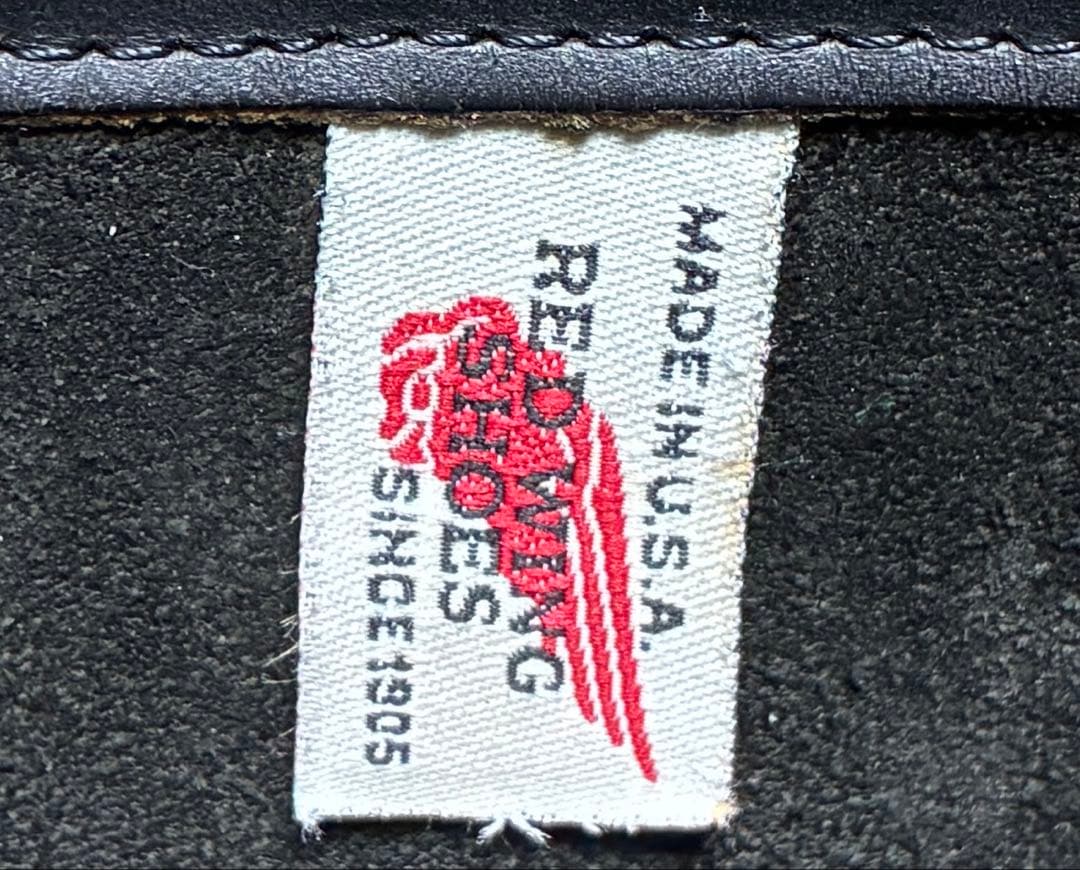 MADE IN U.S.A.
RED WING
SHOES
SINCE 1905